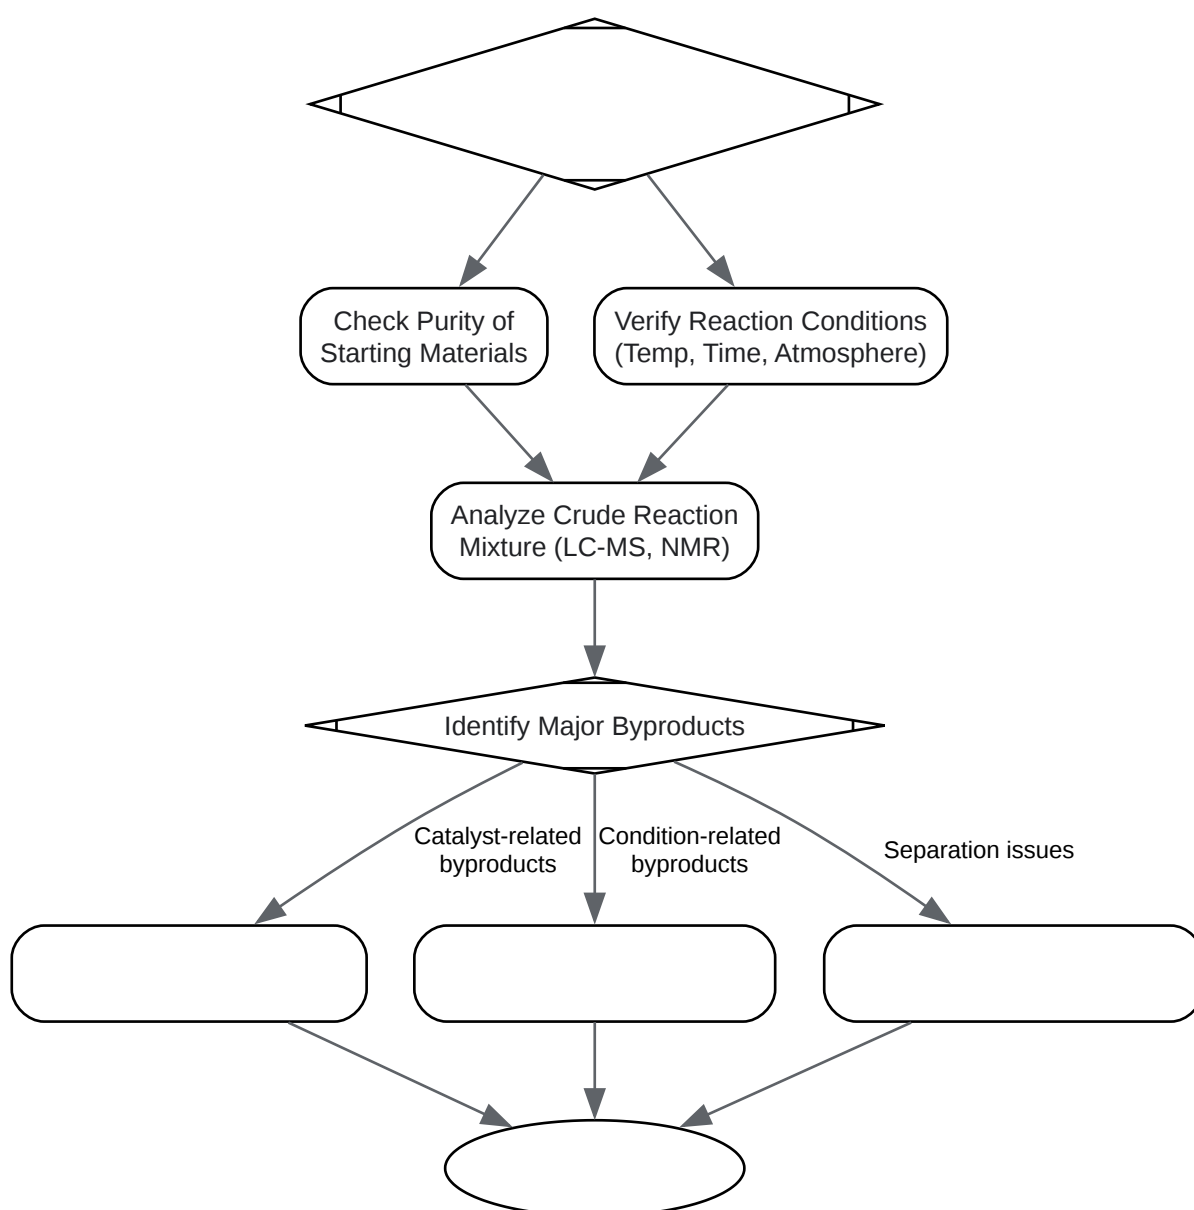 Check Purity of
Starting Materials
Verify Reaction Conditions
(Temp, Time, Atmosphere)
Analyze Crude Reaction
Mixture (LC-MS, NMR)
Identify Major Byproducts
Catalyst-related
byproducts
Condition-related
byproducts
Separation issues